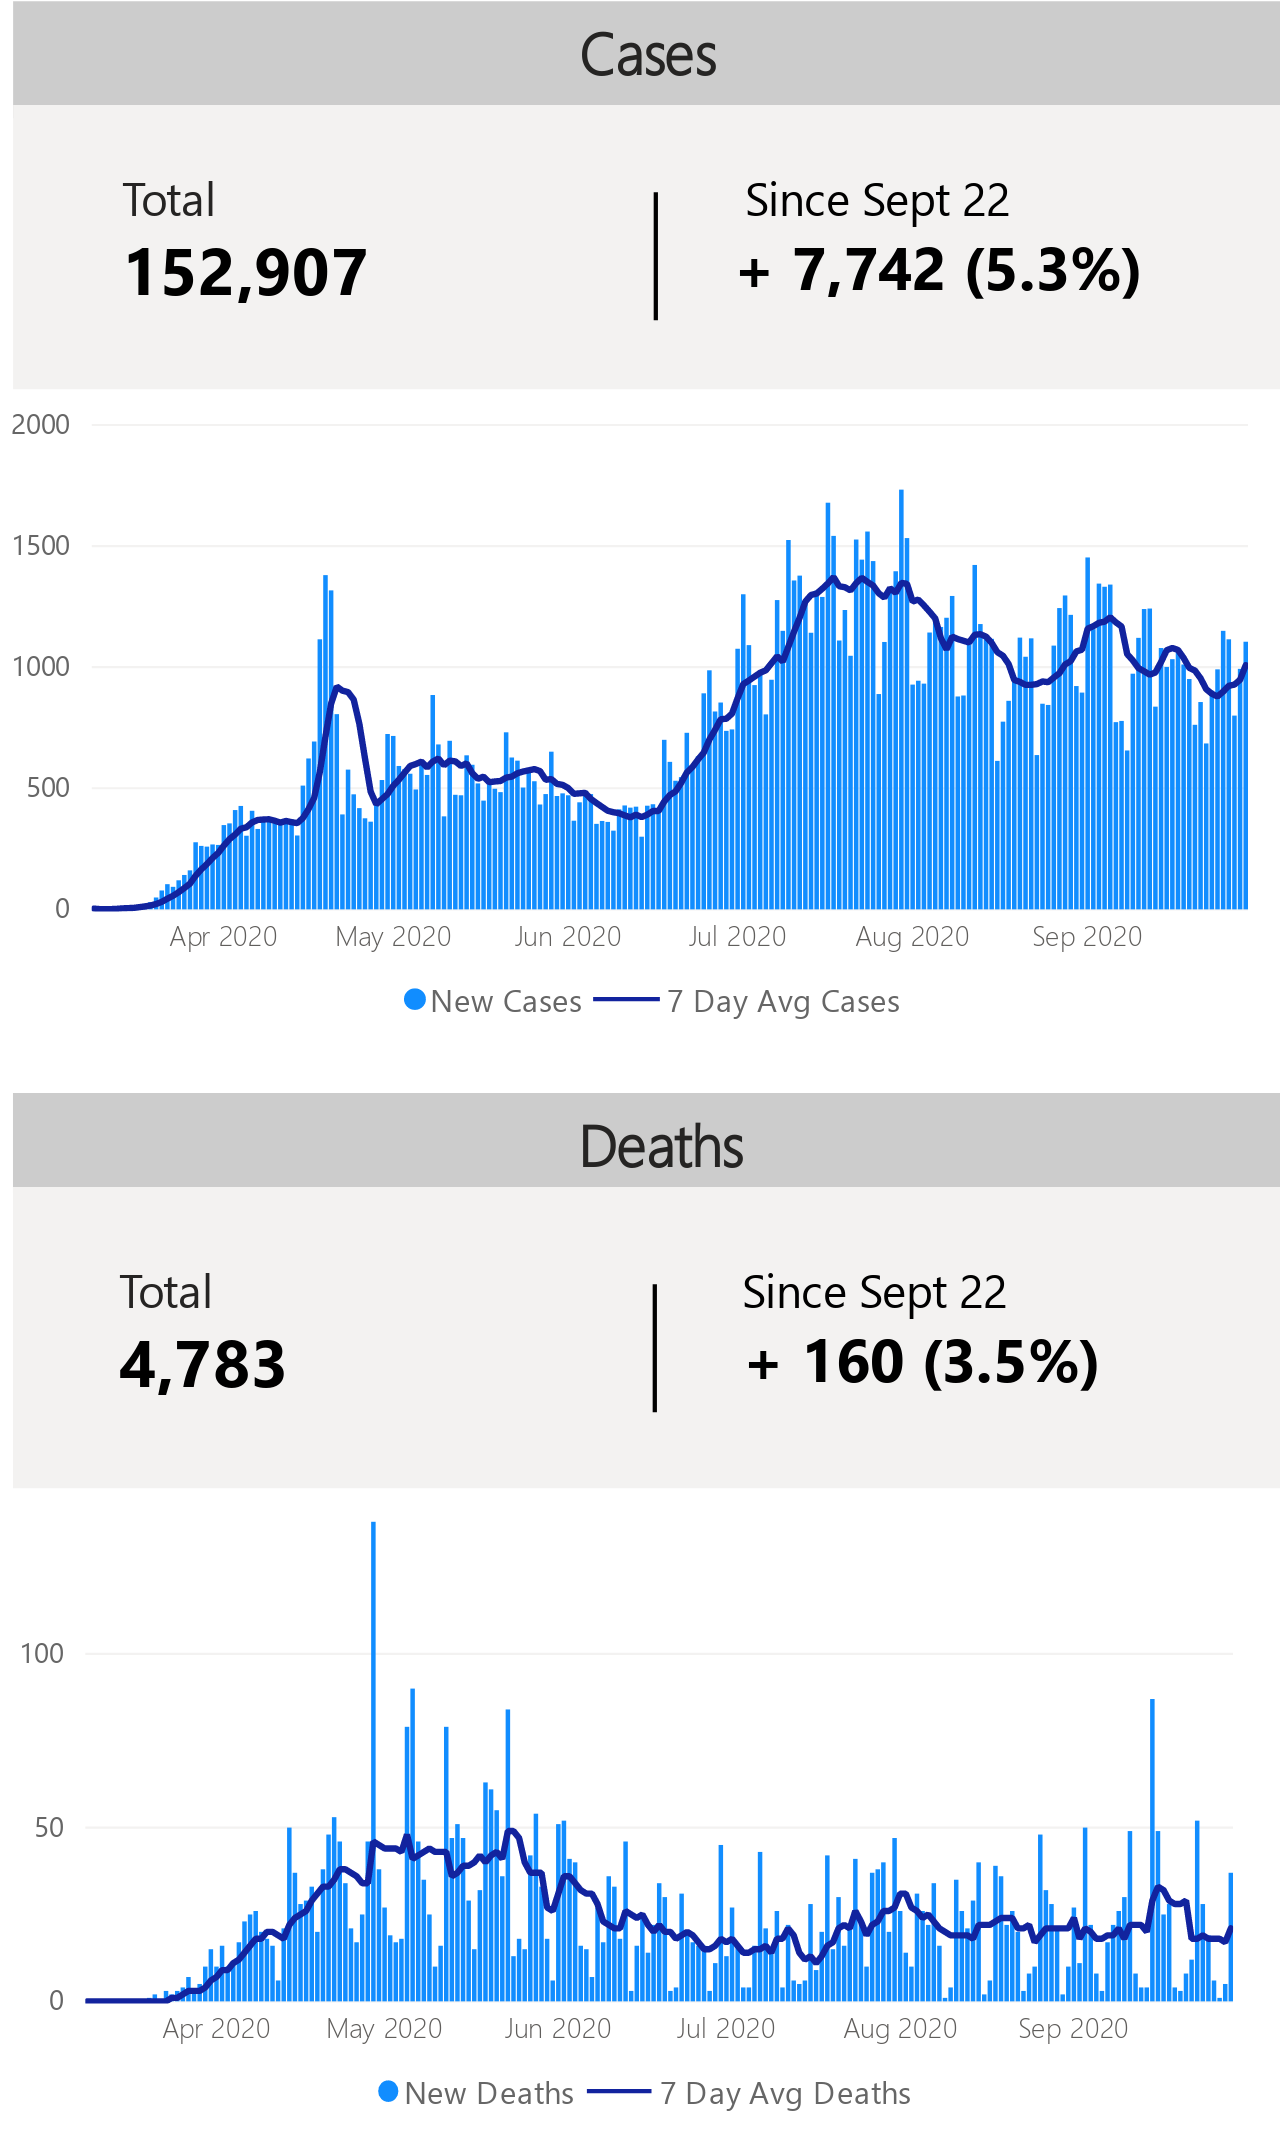 Cases
Total
Since Sept 22
152,907
+ 7,742 (5.3%)
2000
1500
1000
500
0
Apr 2020 May 2020 Jun 2020 Jul 2020 Aug 2020 Sep 2020
New Cases 7 Day Avg Cases
Deaths
Total
Since Sept 22
4,783
+ 160 (3.5%)
100
50
0
Apr 2020 May 2020 Jun 2020 Jul 2020 Aug 2020 Sep 2020
New Deaths 7 Day Avg Deaths